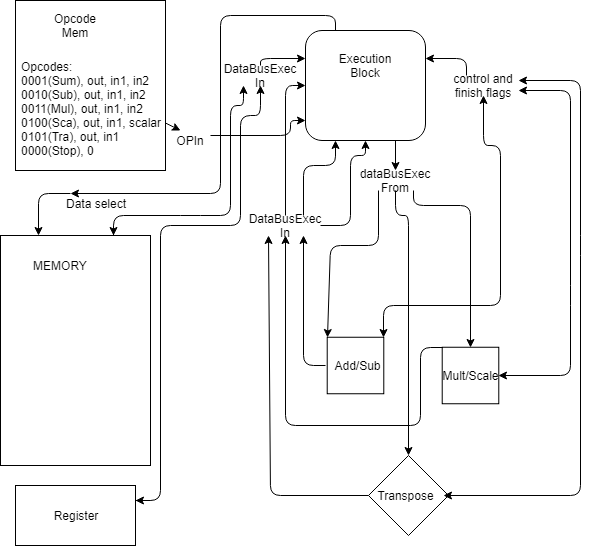 Opcode
Mem
Opcodes:
0001(Sum), out, in1, in2
0010(Sub), out, in1, in2
0011(Mul), out, in1, in2
0100(Sca), out, in1, scalar
0101(Tra), out, in1
0000(Stop), 0
DataBusExec
In
Execution
Block
control and
finish flags
OPIn
dataBusExec
From
Data select
DataBusExec
In
MEMORY
Add/Sub
Mult/Scale
Transpose
Register